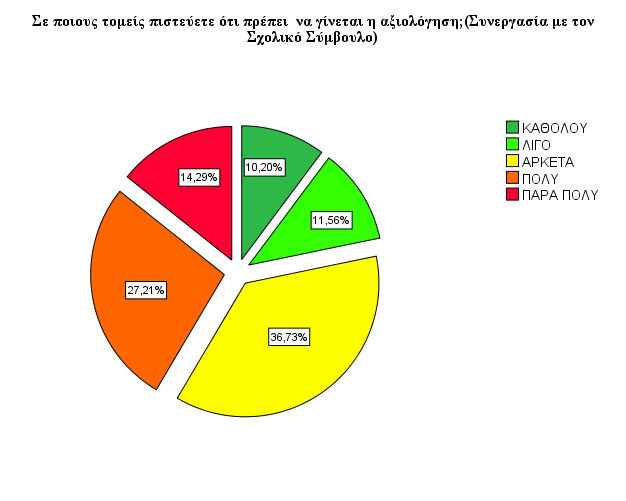 Σε ποιους τομείς πιστεύετε ότι πρέπει  να γίνεται η αξιολόγηση;(Συνεργασία με τον
Σχολικό Σύμβουλο)
ΚΑΘΟΛΟΥ
ΛΙΓΟ
ΑΡΚΕΤΑ
ΠΟΛΥ
ΠΑΡΑ ΠΟΛΥ
10,20%
14,29%
11,56%
27,21%
36,73%